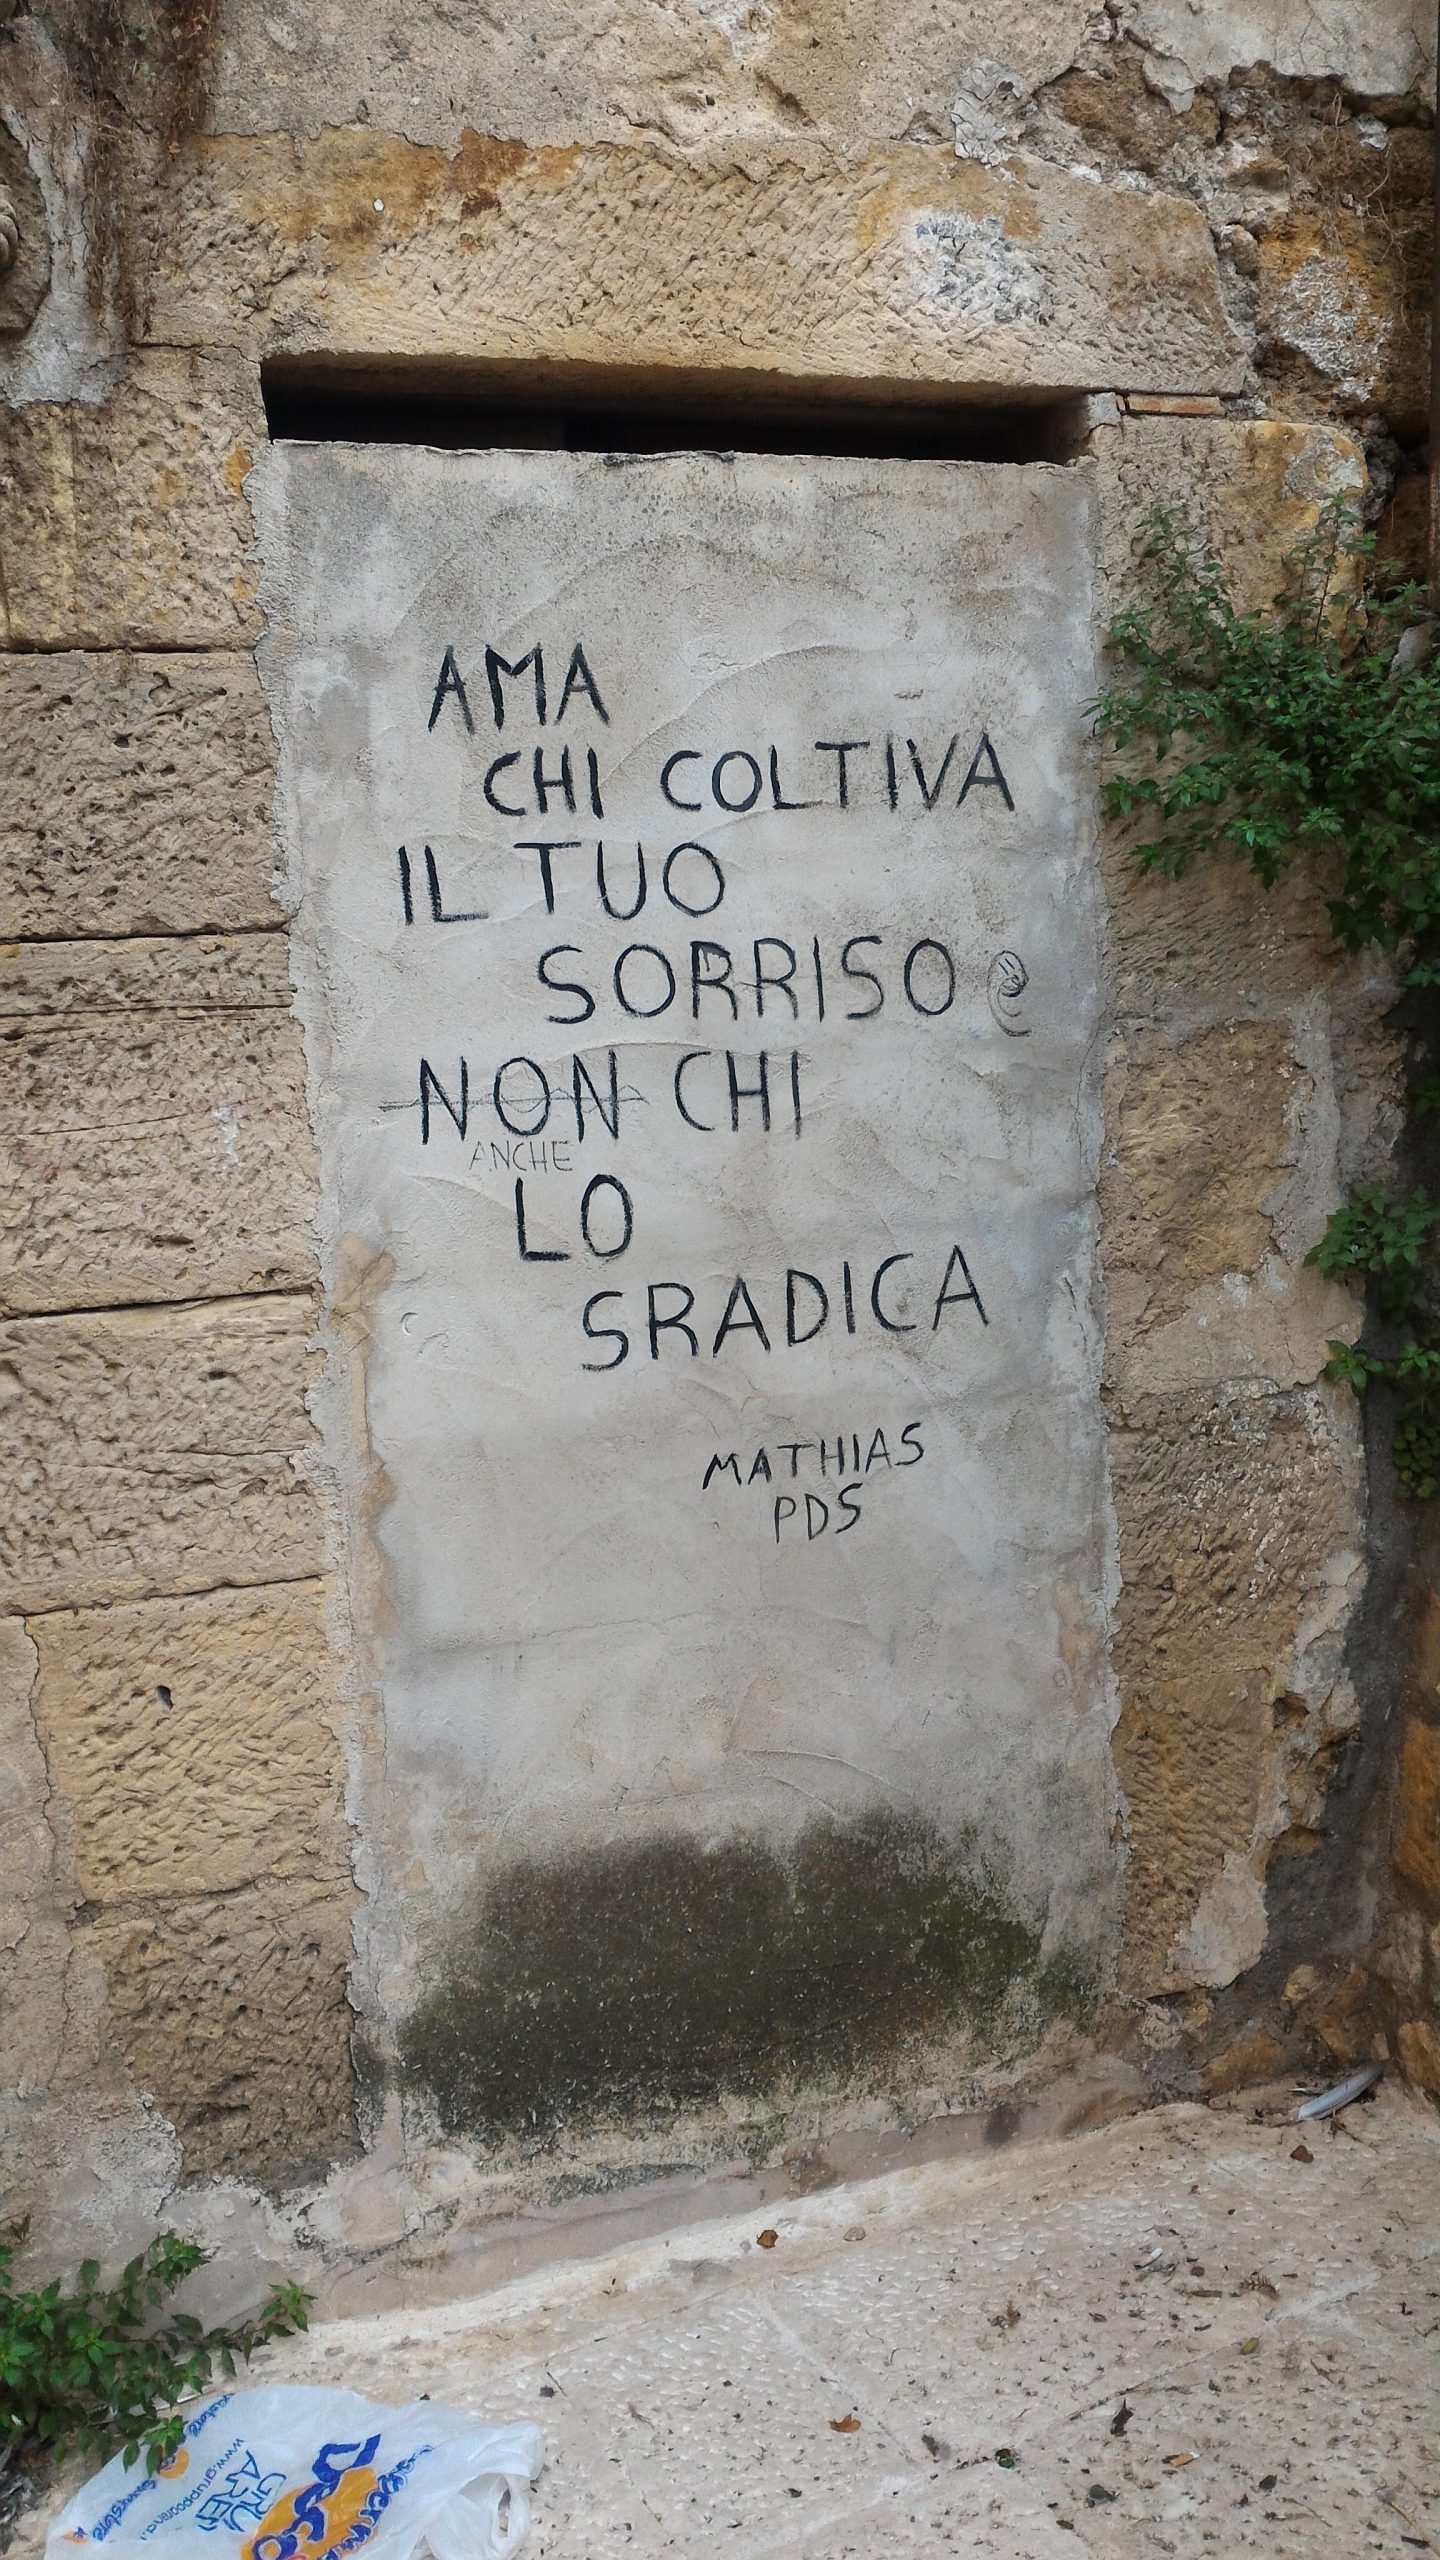 AMA
CHI COLTIVA
IL TUO
SORRISO e
NON CHI
ANCHE
LO
SRADICA
MATHIAS
PDS